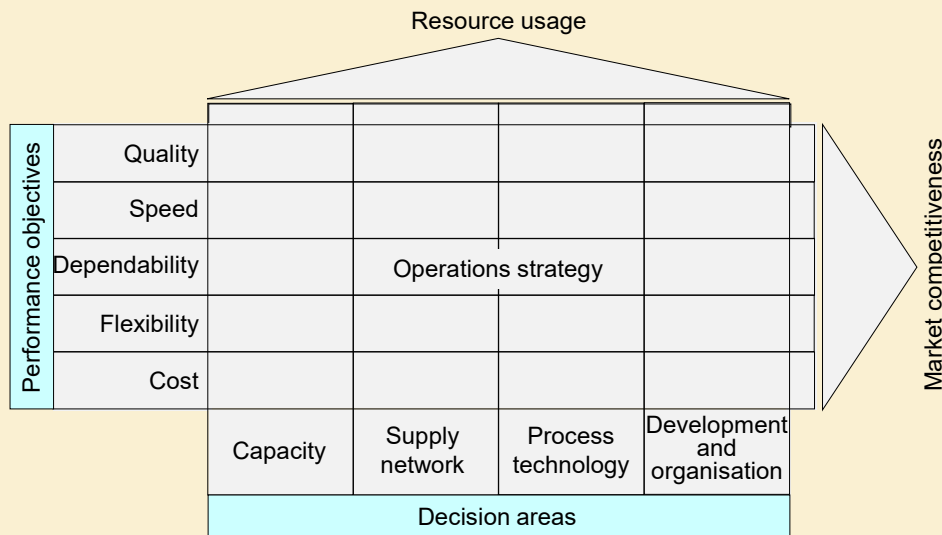 Resource usage
Performance objectives
Quality
Speed
Dependability
Flexibility
Cost
Operations strategy
Market competitiveness
Capacity
Supply
network
Process
technology
Development
and
organisation
Decision areas